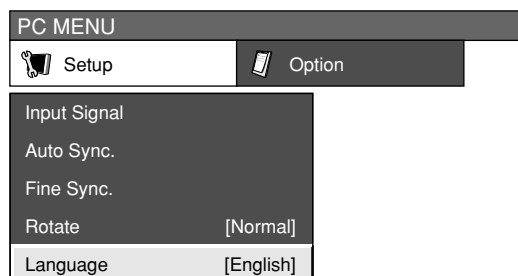 PC MENU
Setup Option
Input Signal
Auto Sync.
Fine Sync.
Rotate [Normal]
Language [English]